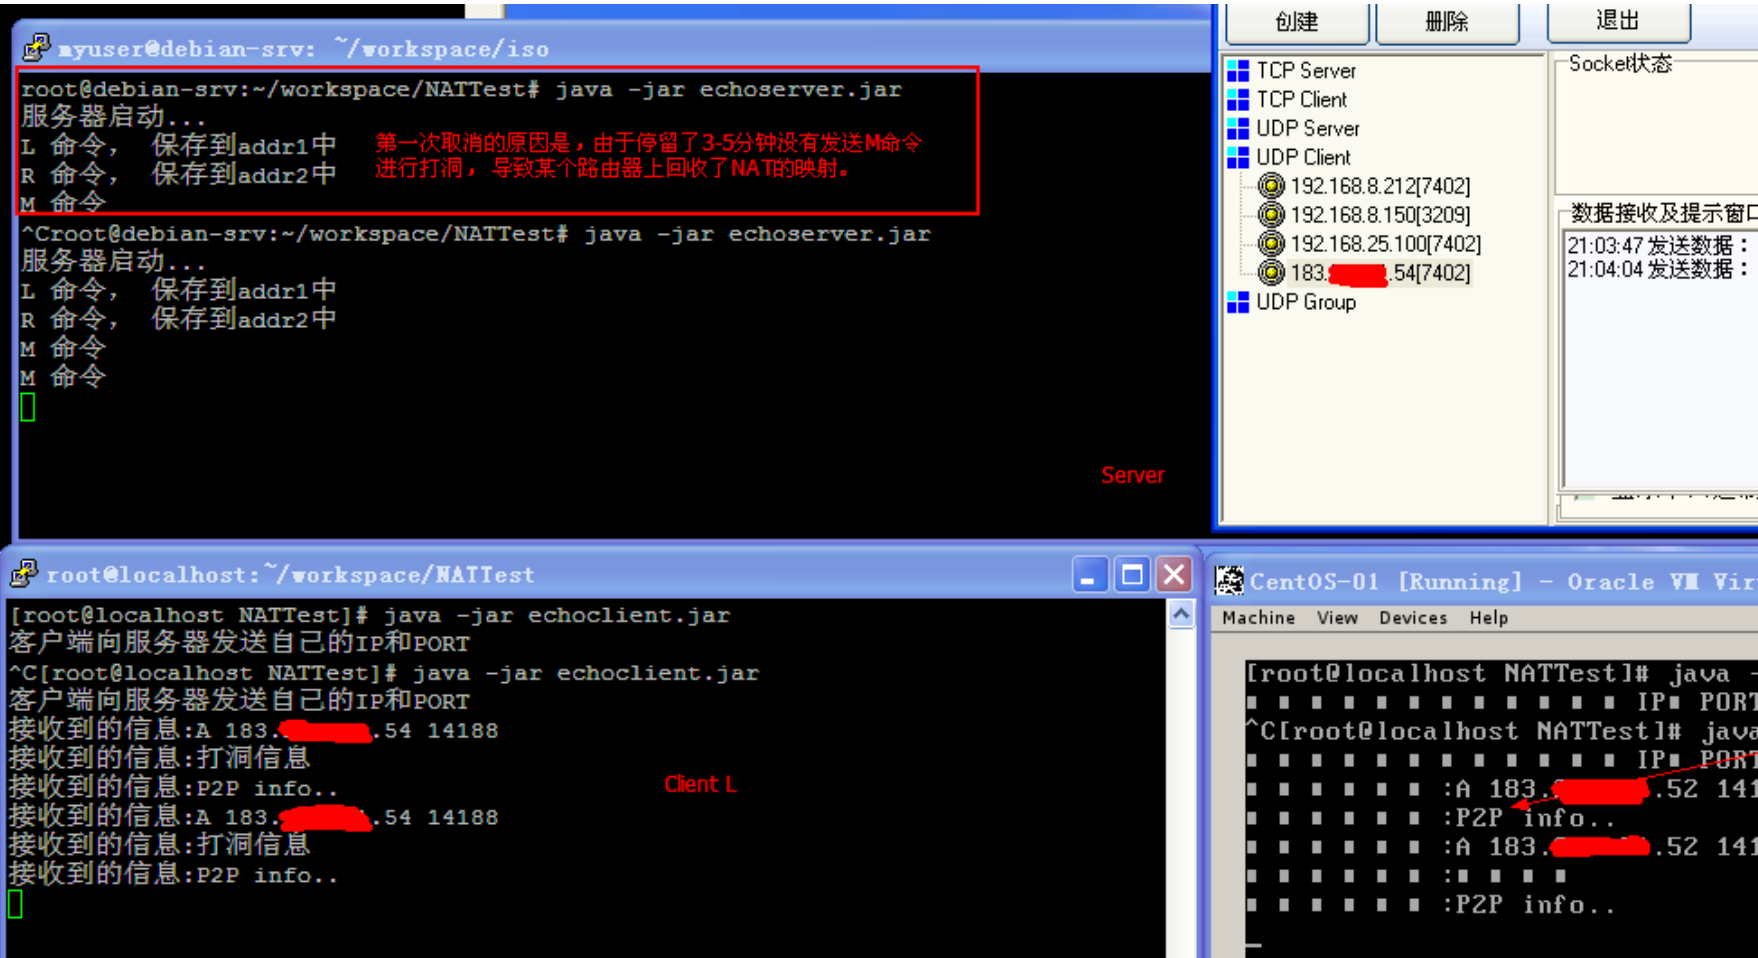 myuser@debian-srv: ~/workspace/iso
root@debian-srv:~/workspace/NATTest# java -jar echoserver.jar
服务器启动...
L 命令， 保存到addr1中
R 命令， 保存到addr2中
M 命令
第一次取消的原因是，由于停留了3-5分钟没有发送M命令
进行打洞， 导致某个路由器上回收了NAT的映射。
^Croot@debian-srv:~/workspace/NATTest# java -jar echoserver.jar
服务器启动...
L 命令， 保存到addr1中
R 命令， 保存到addr2中
M 命令
M 命令
Server
创建
删除
退出
TCP Server
TCP Client
UDP Server
UDP Client
192.168.8.212[7402]
192.168.8.150[3209]
192.168.25.100[7402]
183. .54[7402]
UDP Group
Socket状态
数据接收及提示窗口
21:03:47 发送数据：
21:04:04 发送数据：
root@localhost:~/workspace/NATTest
[root@localhost NATTest]# java -jar echoclient.jar
客户端向服务器发送自己的IP和PORT
^C[root@localhost NATTest]# java -jar echoclient.jar
客户端向服务器发送自己的IP和PORT
接收到的信息:A 183. .54 14188
接收到的信息:打洞信息
接收到的信息:P2P info..
接收到的信息:A 183. .54 14188
接收到的信息:打洞信息
接收到的信息:P2P info..
Client L
CentOS-01 [Running] - Oracle VM Vir
Machine View Devices Help
[root@localhost NATTest]# java -
IP PORT
^C[root@localhost NATTest]# java
IP PORT
:A 183. .52 141
:P2P info..
:A 183. .52 141
:P2P info..